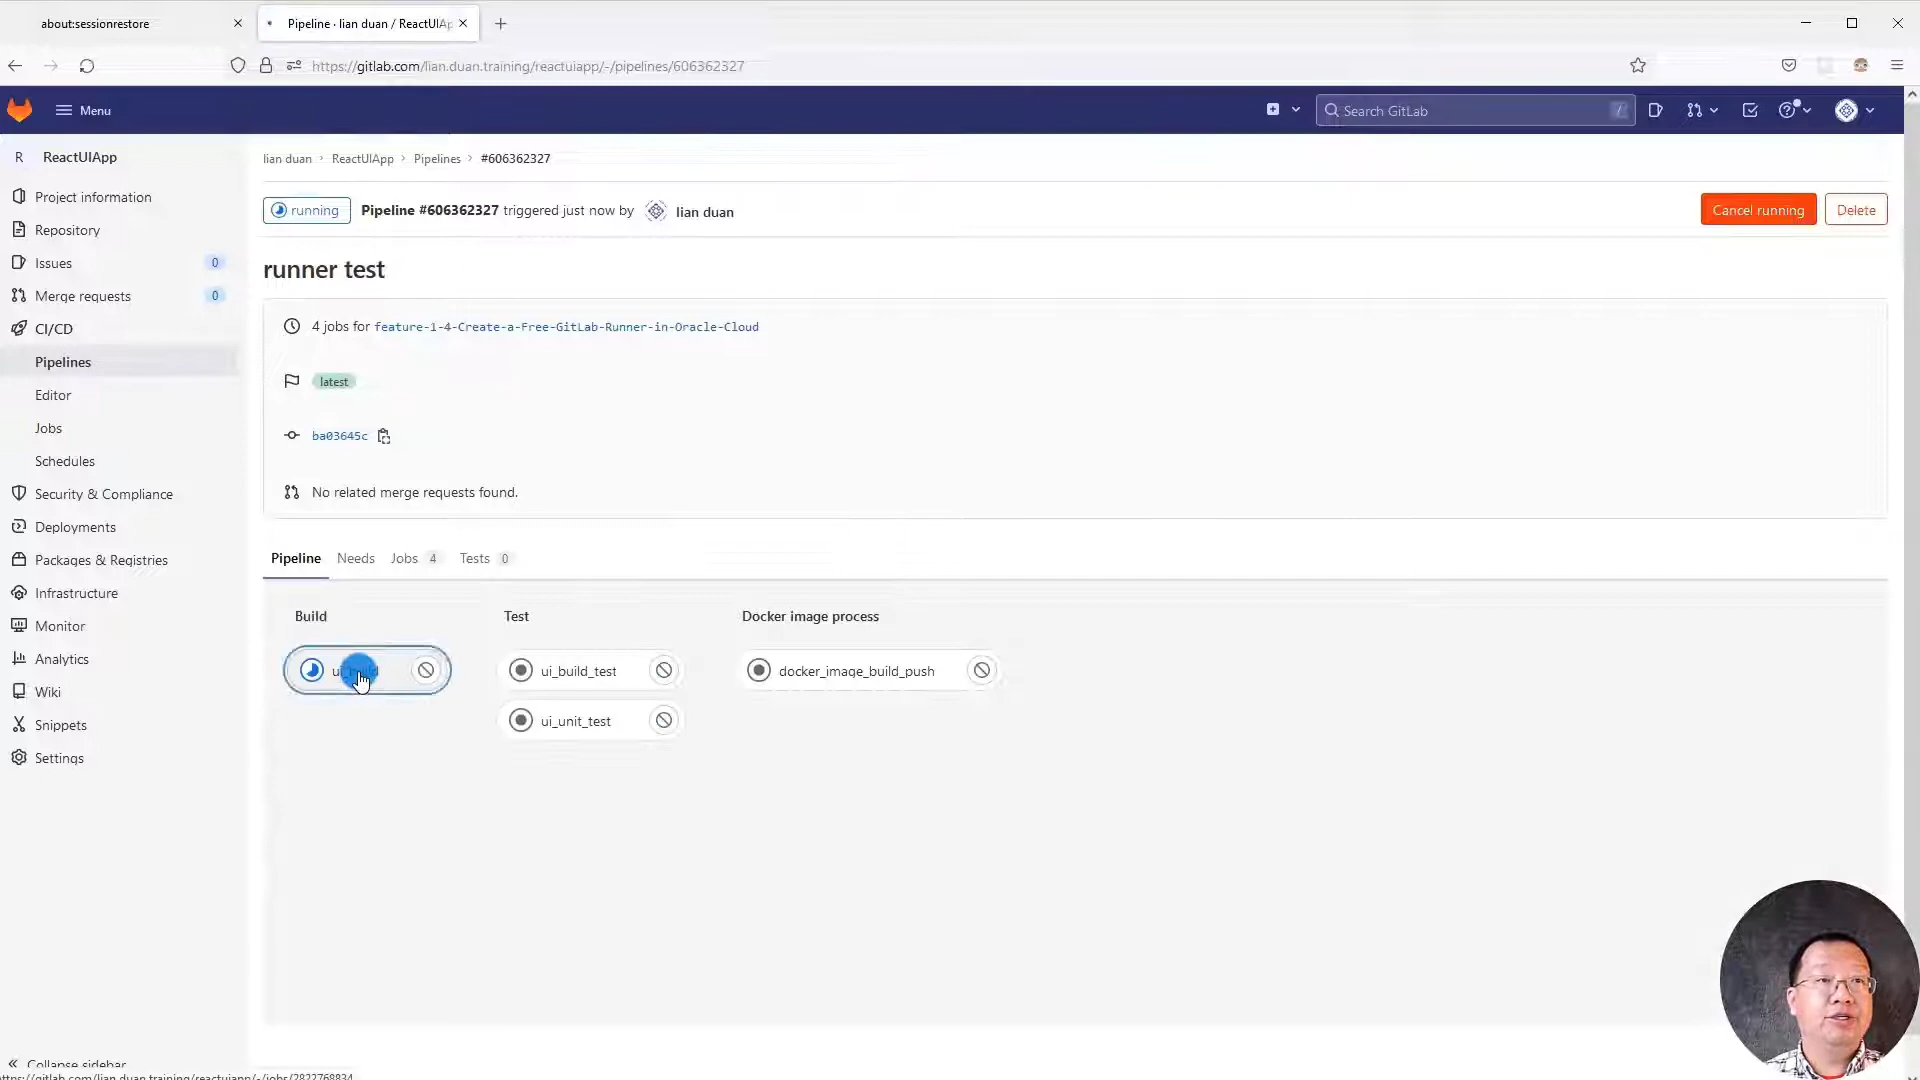 about:sessionrestore
Pipeline · lian duan / ReactUIAp
https://gitlab.com/lian.duan.training/reactuiapp/-/pipelines/606362327
Menu
Search GitLab
/
R ReactUIApp
Project information
Repository
Issues 0
Merge requests 0
CI/CD
Pipelines
Editor
Jobs
Schedules
Security & Compliance
Deployments
Packages & Registries
Infrastructure
Monitor
Analytics
Wiki
Snippets
Settings
Collapse sidebar
lian duan › ReactUIApp › Pipelines › #606362327
running Pipeline #606362327 triggered just now by lian duan
Cancel running Delete
runner test
4 jobs for feature-1-4-Create-a-Free-GitLab-Runner-in-Oracle-Cloud
latest
ba03645c
No related merge requests found.
Pipeline Needs Jobs 4 Tests 0
Build Test Docker image process
ui_build ui_build_test docker_image_build_push
ui_unit_test
https://gitlab.com/lian.duan.training/reactuiapp/-/jobs/2822768834